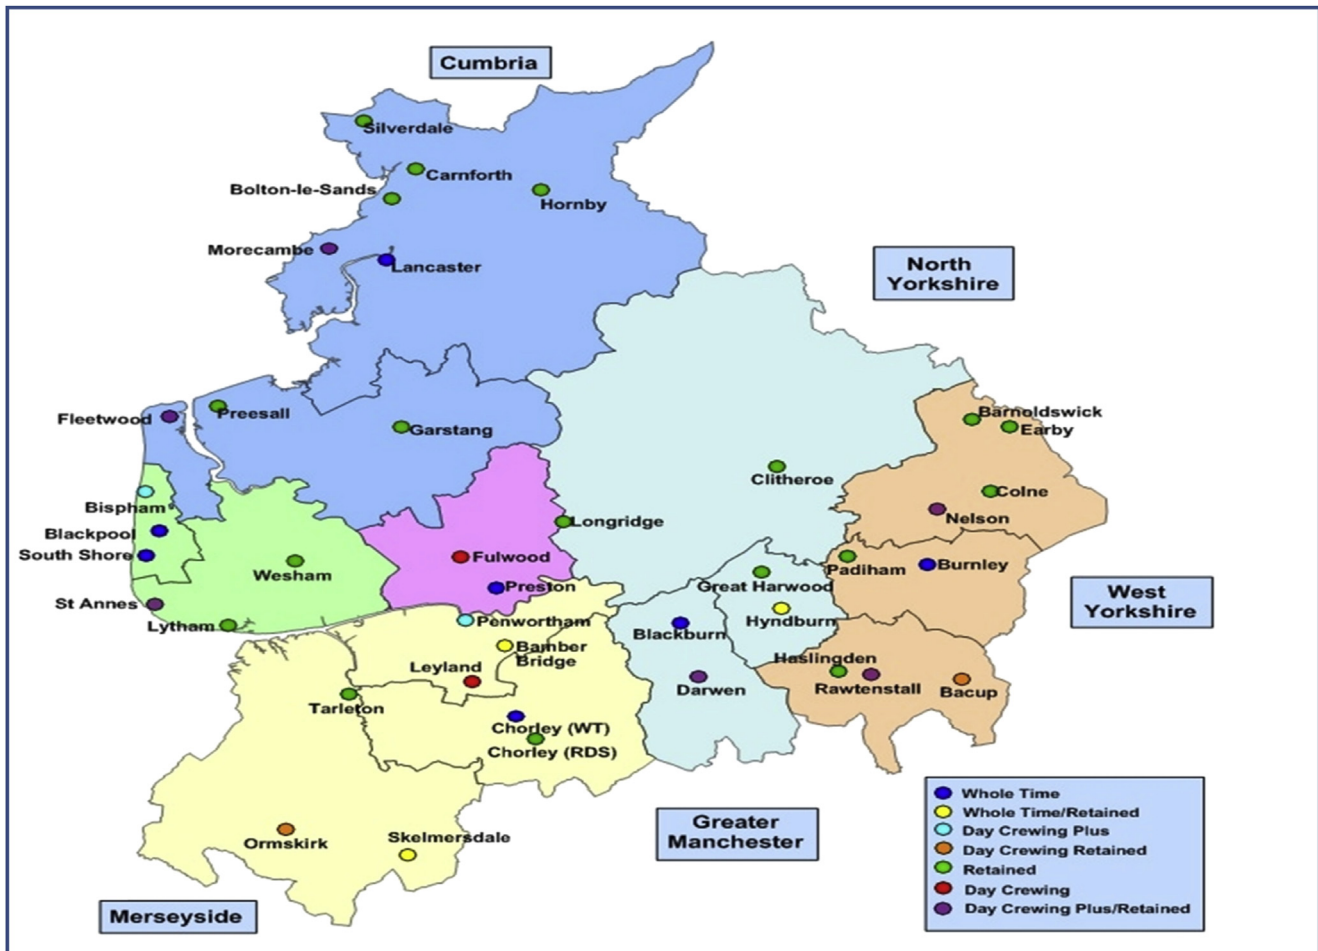 Cumbria
Silverdale
Carnforth
Bolton-le-Sands
Hornby
Morecambe
Lancaster
North
Yorkshire
Fleetwood
Preesall
Garstang
Barnoldswick
Earby
Clitheroe
Colne
Nelson
Bispham
Blackpool
South Shore
Longridge
Fulwood
Wesham
Preston
Padiham
Burnley
Great Harwood
St Annes
Lytham
Penwortham
Hyndburn
Blackburn
West
Yorkshire
Bamber
Bridge
Leyland
Haslingden
Darwen
Rawtenstall
Bacup
Tarleton
Chorley (WT)
Chorley (RDS)
Greater
Manchester
Ormskirk
Skelmersdale
Merseyside
Whole Time
Whole Time/Retained
Day Crewing Plus
Day Crewing Retained
Retained
Day Crewing
Day Crewing Plus/Retained